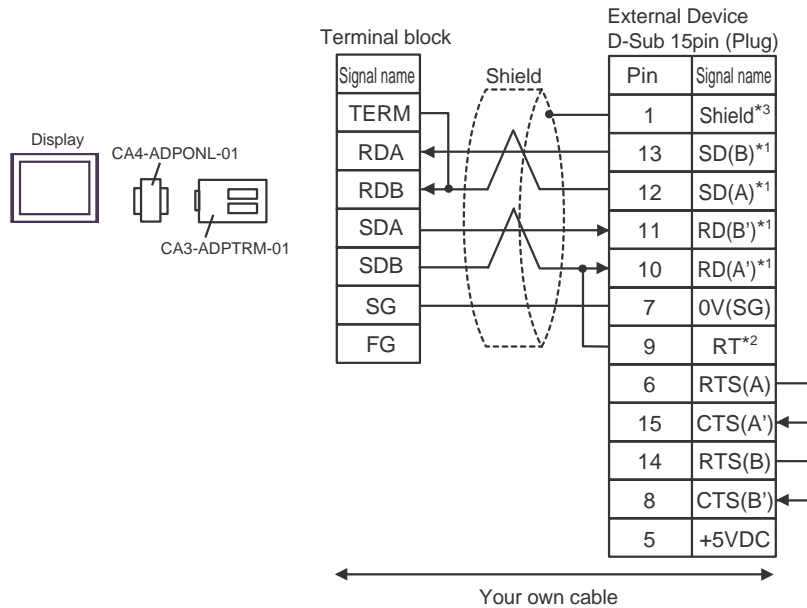 External Device
Terminal block
D-Sub 15pin (Plug)
Signal name
Shield
Pin
Signal name
TERM
1
Shield*3
Display
CA4-ADPONL-01
RDA
13
SD(B)*1
RDB
12
SD(A)*1
SDA
11
RD(B')*1
CA3-ADPTRM-01
SDB
10
RD(A')*1
SG
7
0V(SG)
FG
9
RT*2
6
RTS(A)
15
CTS(A')
14
RTS(B)
8
CTS(B')
5
+5VDC
Your own cable